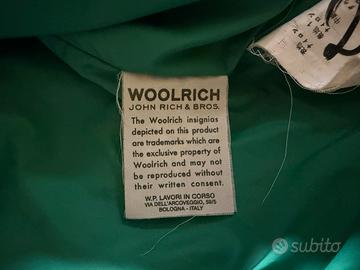 WOOLRICH
JOHN RICH & BROS.
The Woolrich insignias
depicted on this product
are trademarks which are
the exclusive property of
Woolrich and may not
be reproduced without
their written consent.
W.P. LAVORI IN CORSO
VIA DELL'ARCOVEGGIO, 59/5
BOLOGNA - ITALY
subito